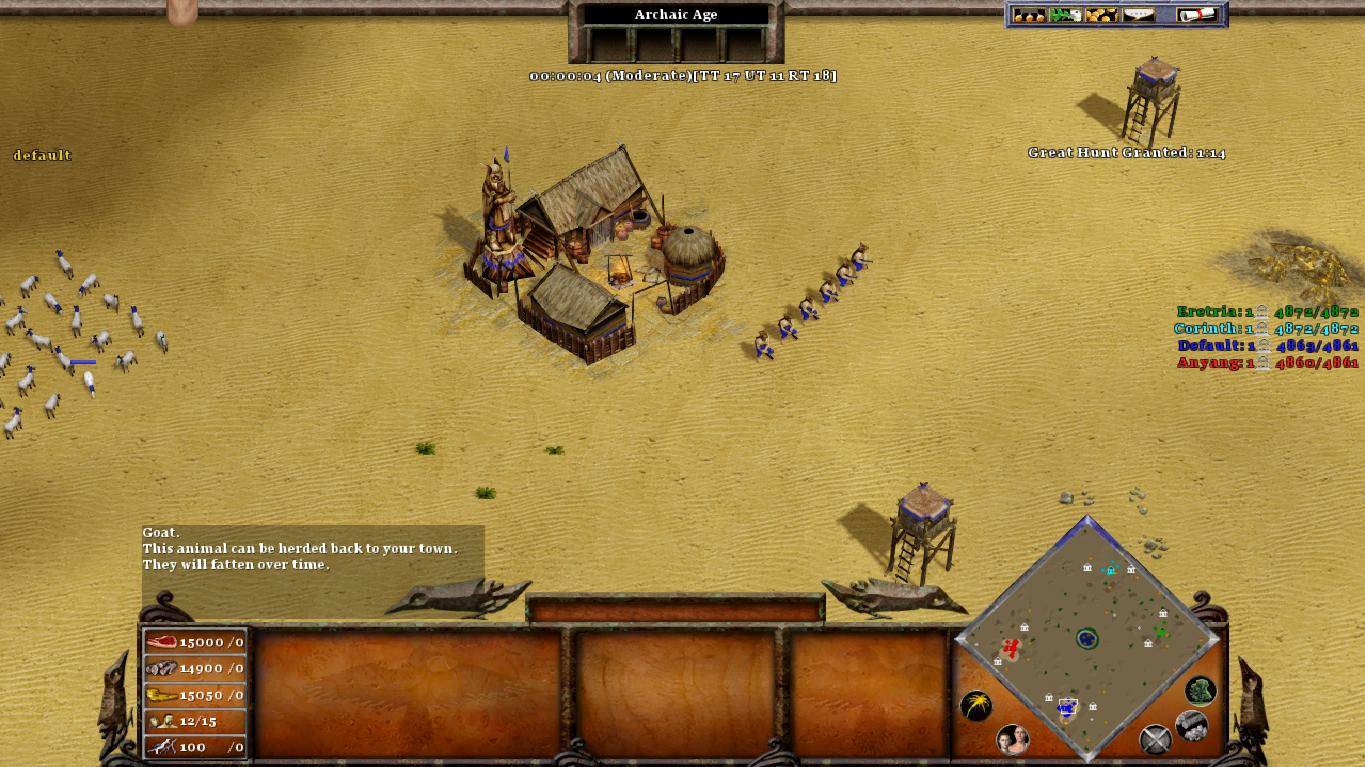 Archaic Age
00:00:04 (Moderate)[TT 17 UT 11 RT 18]
default
Great Hunt Granted: 1:14
Eretria: 1 4872/4872
Corinth: 1 4872/4872
Default: 1 4863/4861
Anyang: 1 4860/4861
Goat.
This animal can be herded back to your town.
They will fatten over time.
15000 /0
14900 /0
15050 /0
12/15
100 /0